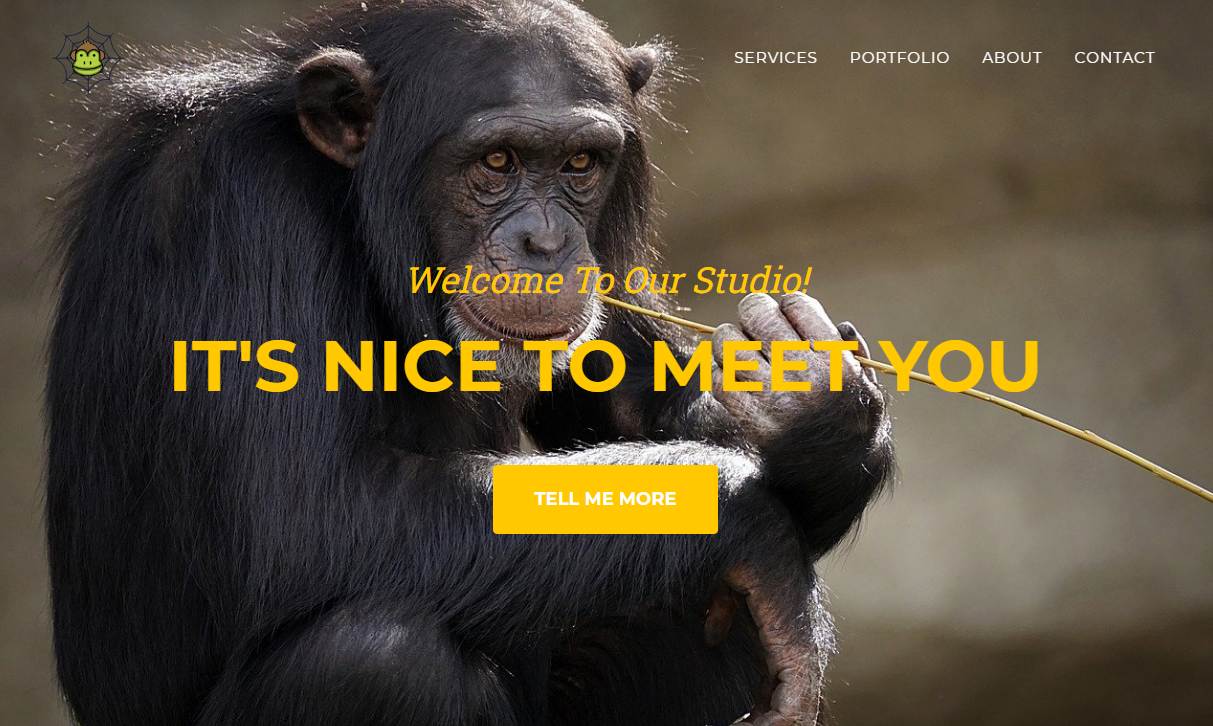 SERVICES PORTFOLIO ABOUT CONTACT
Welcome To Our Studio!
IT'S NICE TO MEET YOU
TELL ME MORE